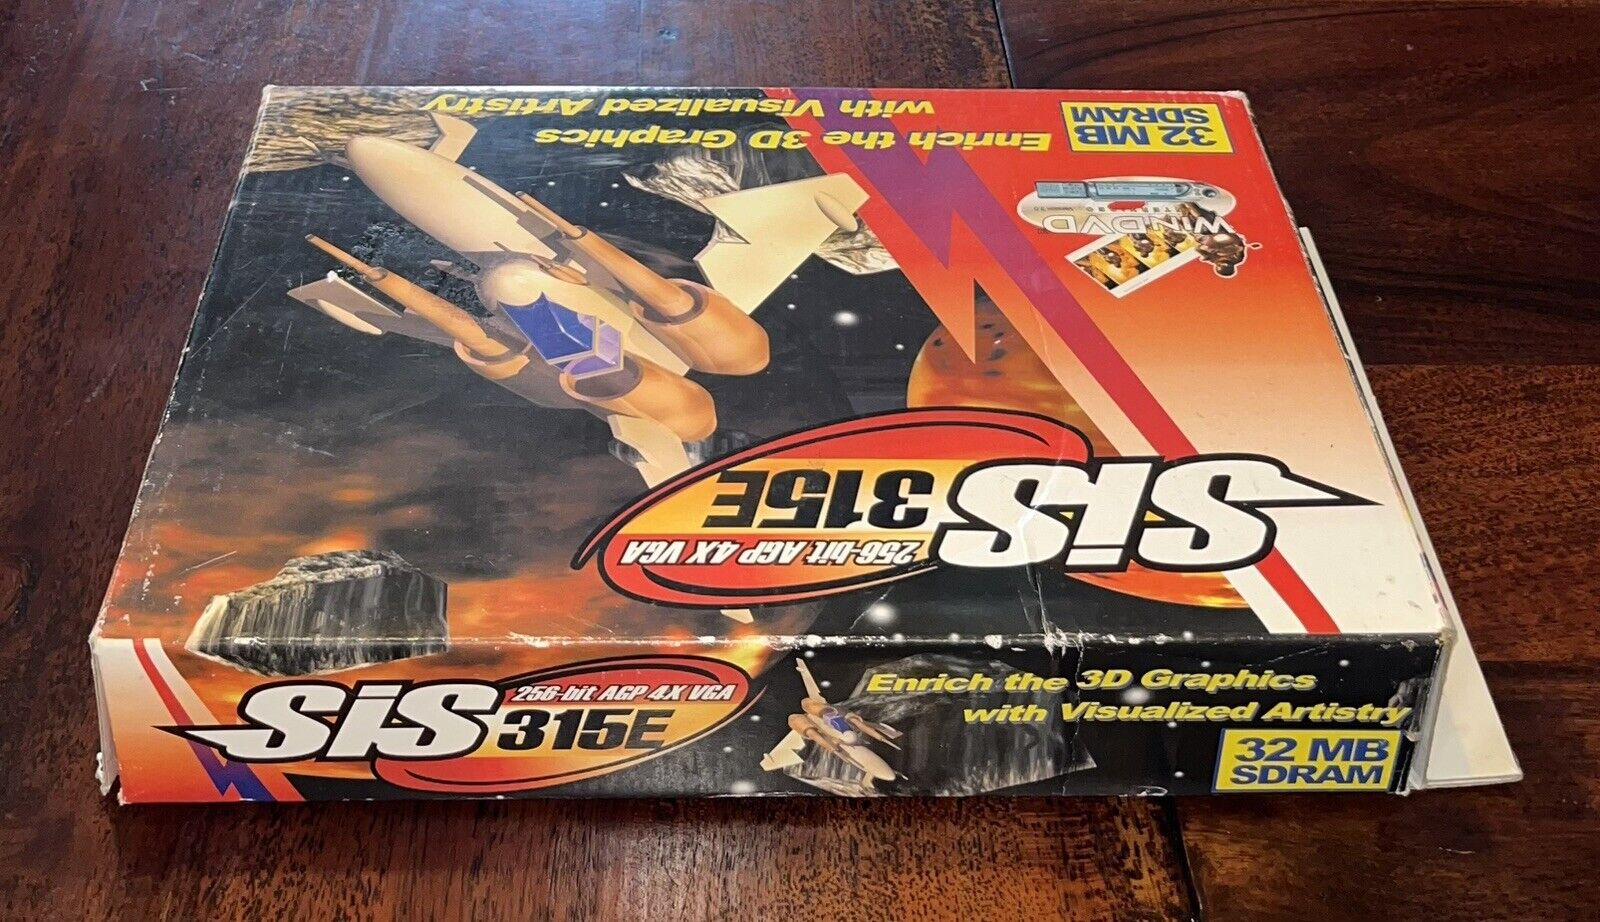 32 MB
SDRAM
Enrich the 3D Graphics
with Visualized Artistry
WinDVD
SiS 315E
256-bit AGP 4X VGA
SiS 315E
256-bit AGP 4X VGA
Enrich the 3D Graphics
with Visualized Artistry
32 MB
SDRAM